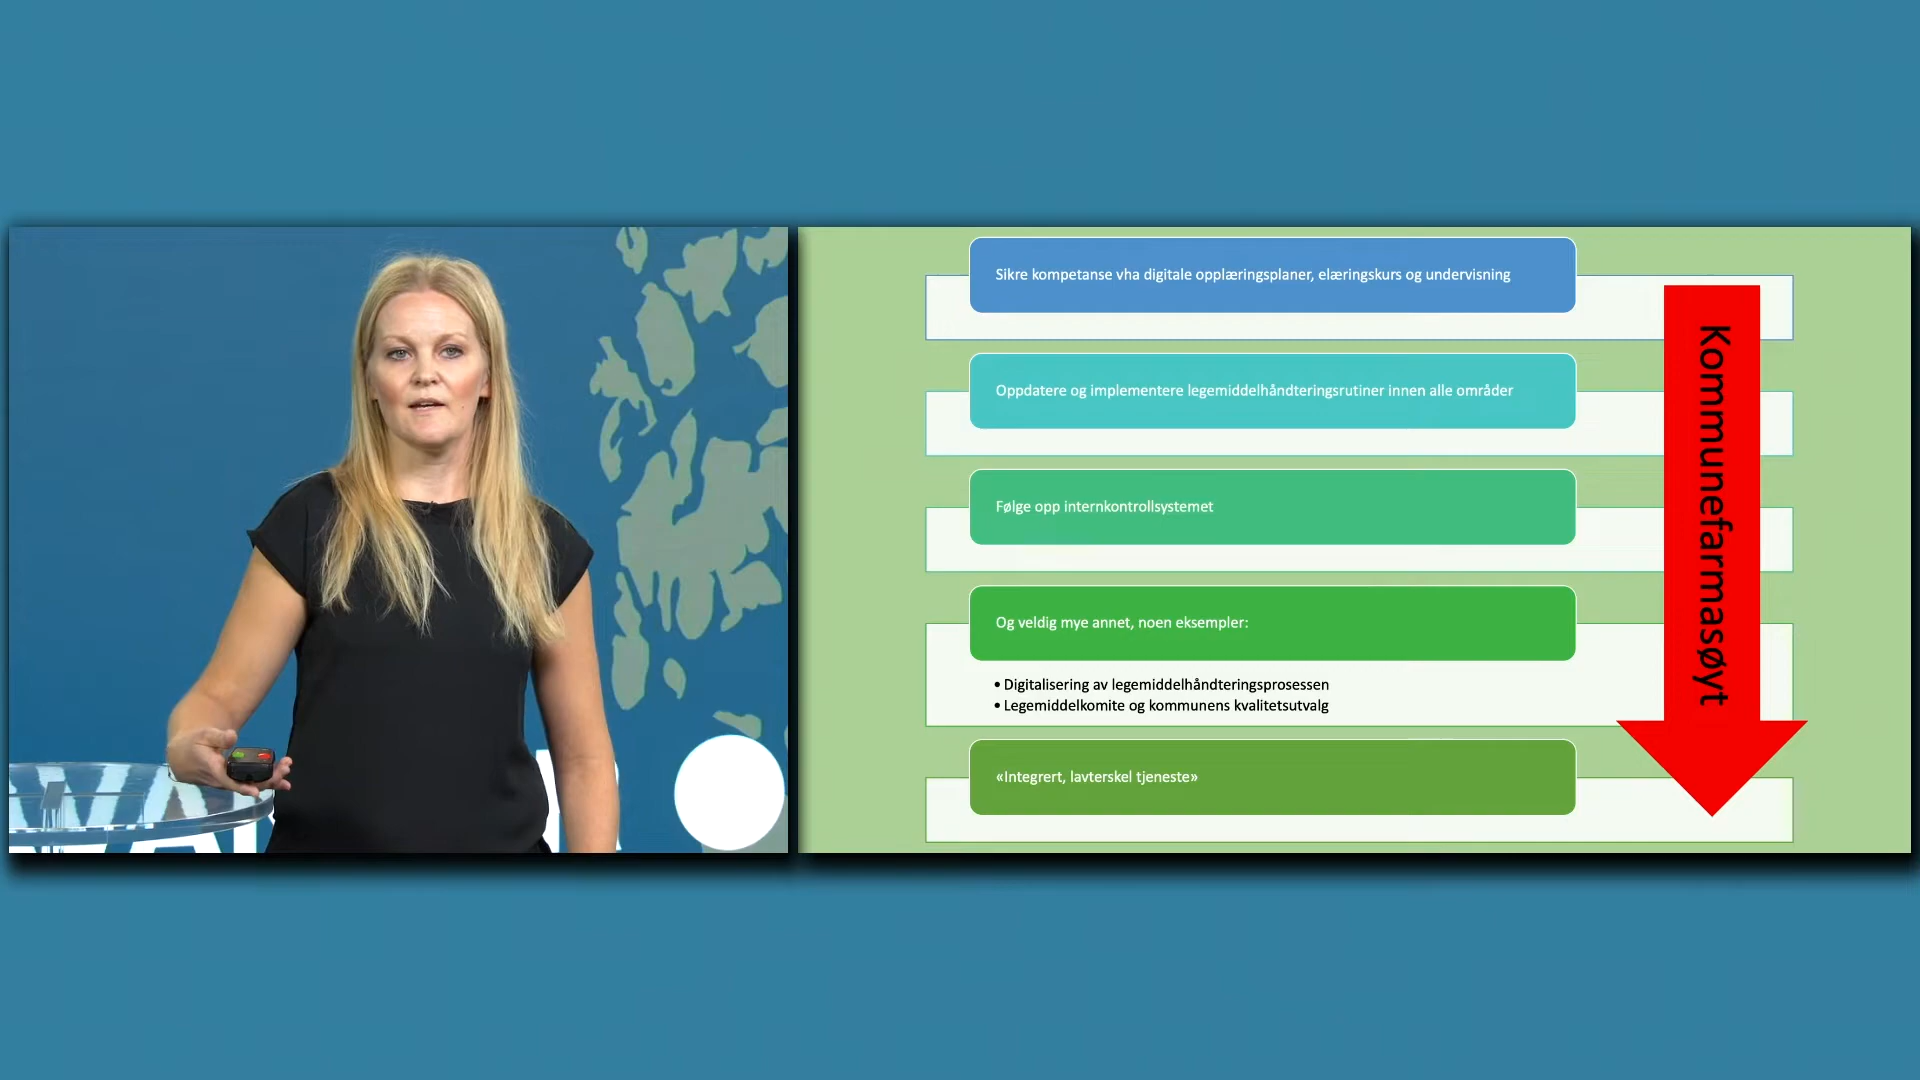 Sikre kompetanse vha digitale opplæringsplaner, elæringskurs og undervisning
Oppdatere og implementere legemiddelhåndteringsrutiner innen alle områder
Følge opp internkontrollsystemet
Og veldig mye annet, noen eksempler:
• Digitalisering av legemiddelhåndteringsprosessen
• Legemiddelkomite og kommunens kvalitetsutvalg
«Integrert, lavterskel tjeneste»
Kommunefarmasøyt